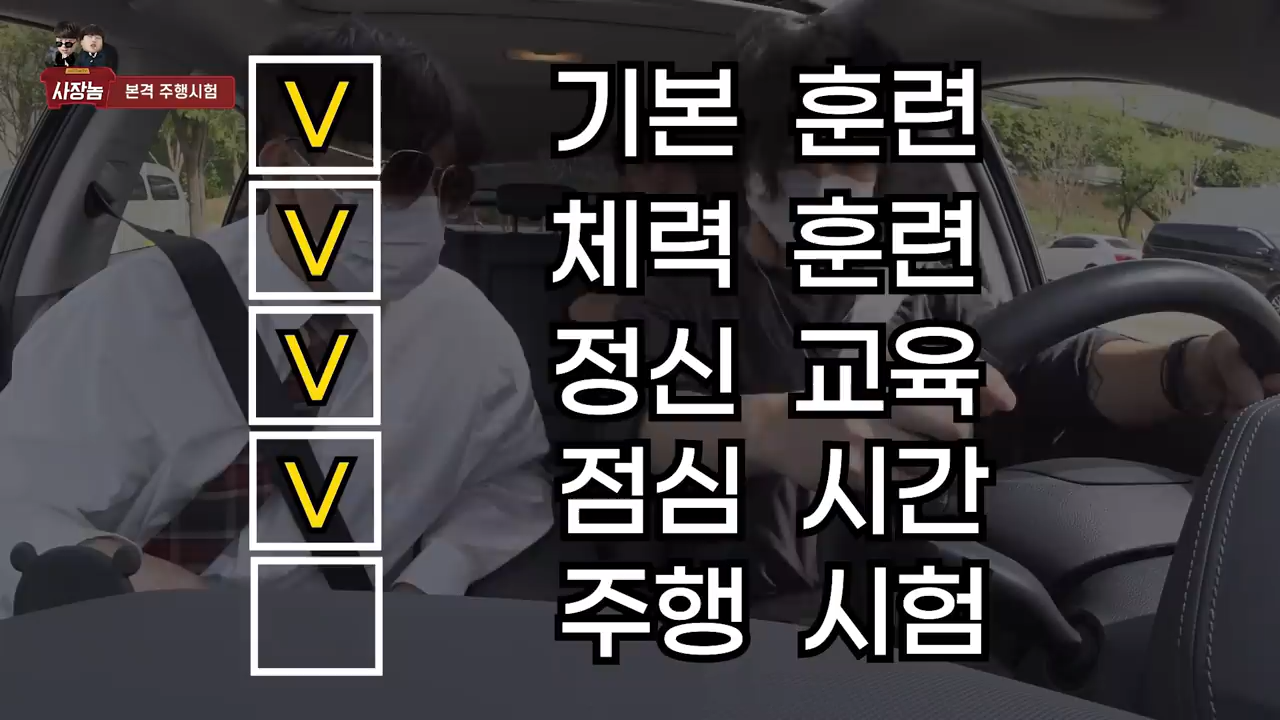 사장놈 본격 주행시험
V 기본 훈련
V 체력 훈련
V 정신 교육
V 점심 시간
주행 시험